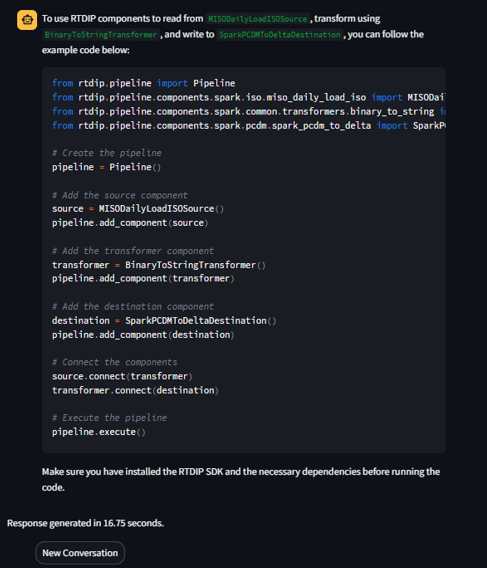 To use RTDIP components to read from MISODailyLoadISOSource, transform using
BinaryToStringTransformer, and write to SparkPCDMToDeltaDestination, you can follow the
example code below:
from rtdip.pipeline import Pipeline
from rtdip.pipeline.components.spark.iso.miso_daily_load_iso import MISODail
from rtdip.pipeline.components.spark.common.transformers.binary_to_string i
from rtdip.pipeline.components.spark.pcdm.spark_pcdm_to_delta import SparkPC
# Create the pipeline
pipeline = Pipeline()
# Add the source component
source = MISODailyLoadISOSource()
pipeline.add_component(source)
# Add the transformer component
transformer = BinaryToStringTransformer()
pipeline.add_component(transformer)
# Add the destination component
destination = SparkPCDMToDeltaDestination()
pipeline.add_component(destination)
# Connect the components
source.connect(transformer)
transformer.connect(destination)
# Execute the pipeline
pipeline.execute()
Make sure you have installed the RTDIP SDK and the necessary dependencies before running the
code.
Response generated in 16.75 seconds.
New Conversation